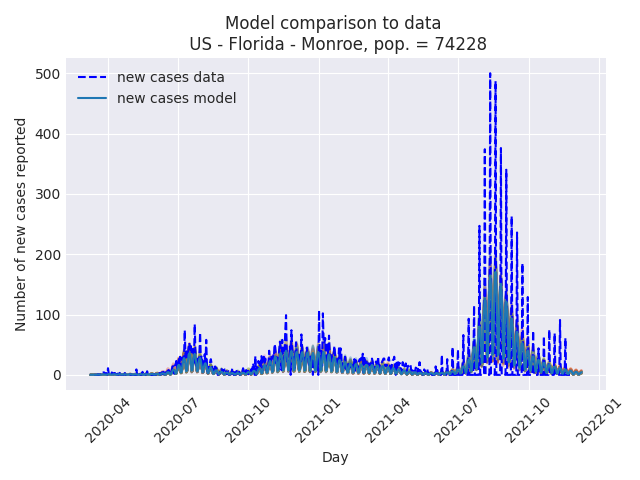 Model comparison to data
US - Florida - Monroe, pop. = 74228
new cases data
new cases model
Number of new cases reported
500
400
300
200
100
0
2020-04
2020-07
2020-10
2021-01
2021-04
2021-07
2021-10
2022-01
Day